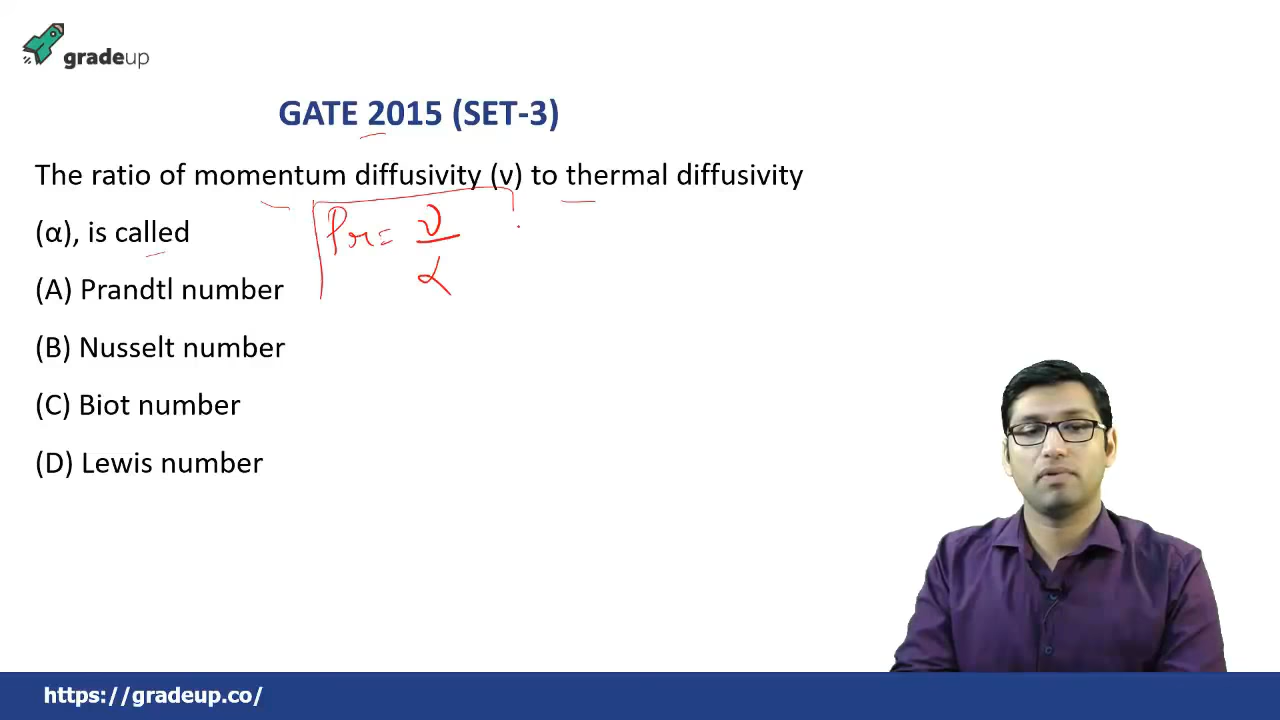 gradeup
GATE 2015 (SET-3)
The ratio of momentum diffusivity (ν) to thermal diffusivity
(α), is called
Pr = ν/α
(A) Prandtl number
(B) Nusselt number
(C) Biot number
(D) Lewis number
https://gradeup.co/